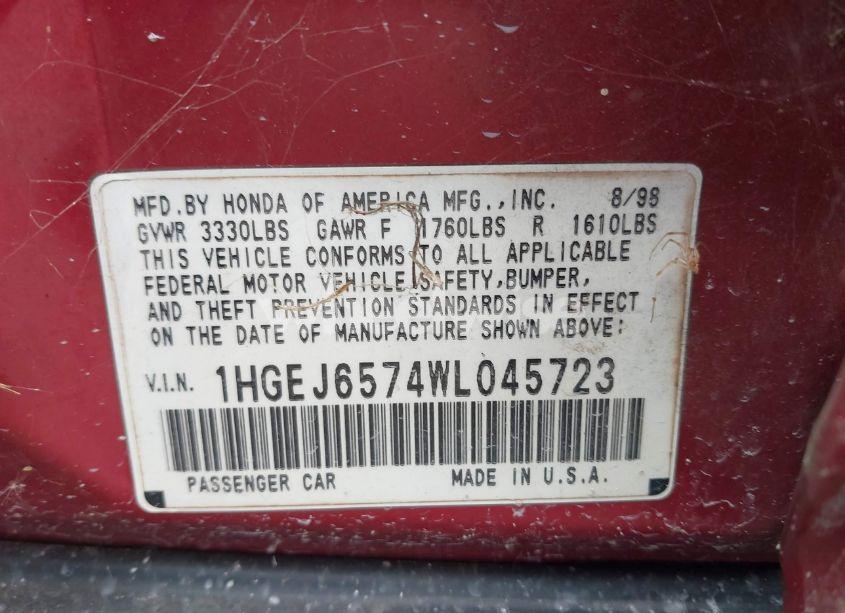 MFD.BY HONDA OF AMERICA MFG.,INC. 8/98
GVWR 3330LBS GAWR F 1760LBS R 1610LBS
THIS VEHICLE CONFORMS TO ALL APPLICABLE
FEDERAL MOTOR VEHICLE SAFETY,BUMPER,
AND THEFT PREVENTION STANDARDS IN EFFECT
ON THE DATE OF MANUFACTURE SHOWN ABOVE:
V.I.N. 1HGEJ6574WL045723
PASSENGER CAR MADE IN U.S.A.